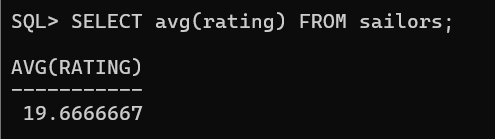 SQL> SELECT avg(rating) FROM sailors;
AVG(RATING)
-----------
19.6666667